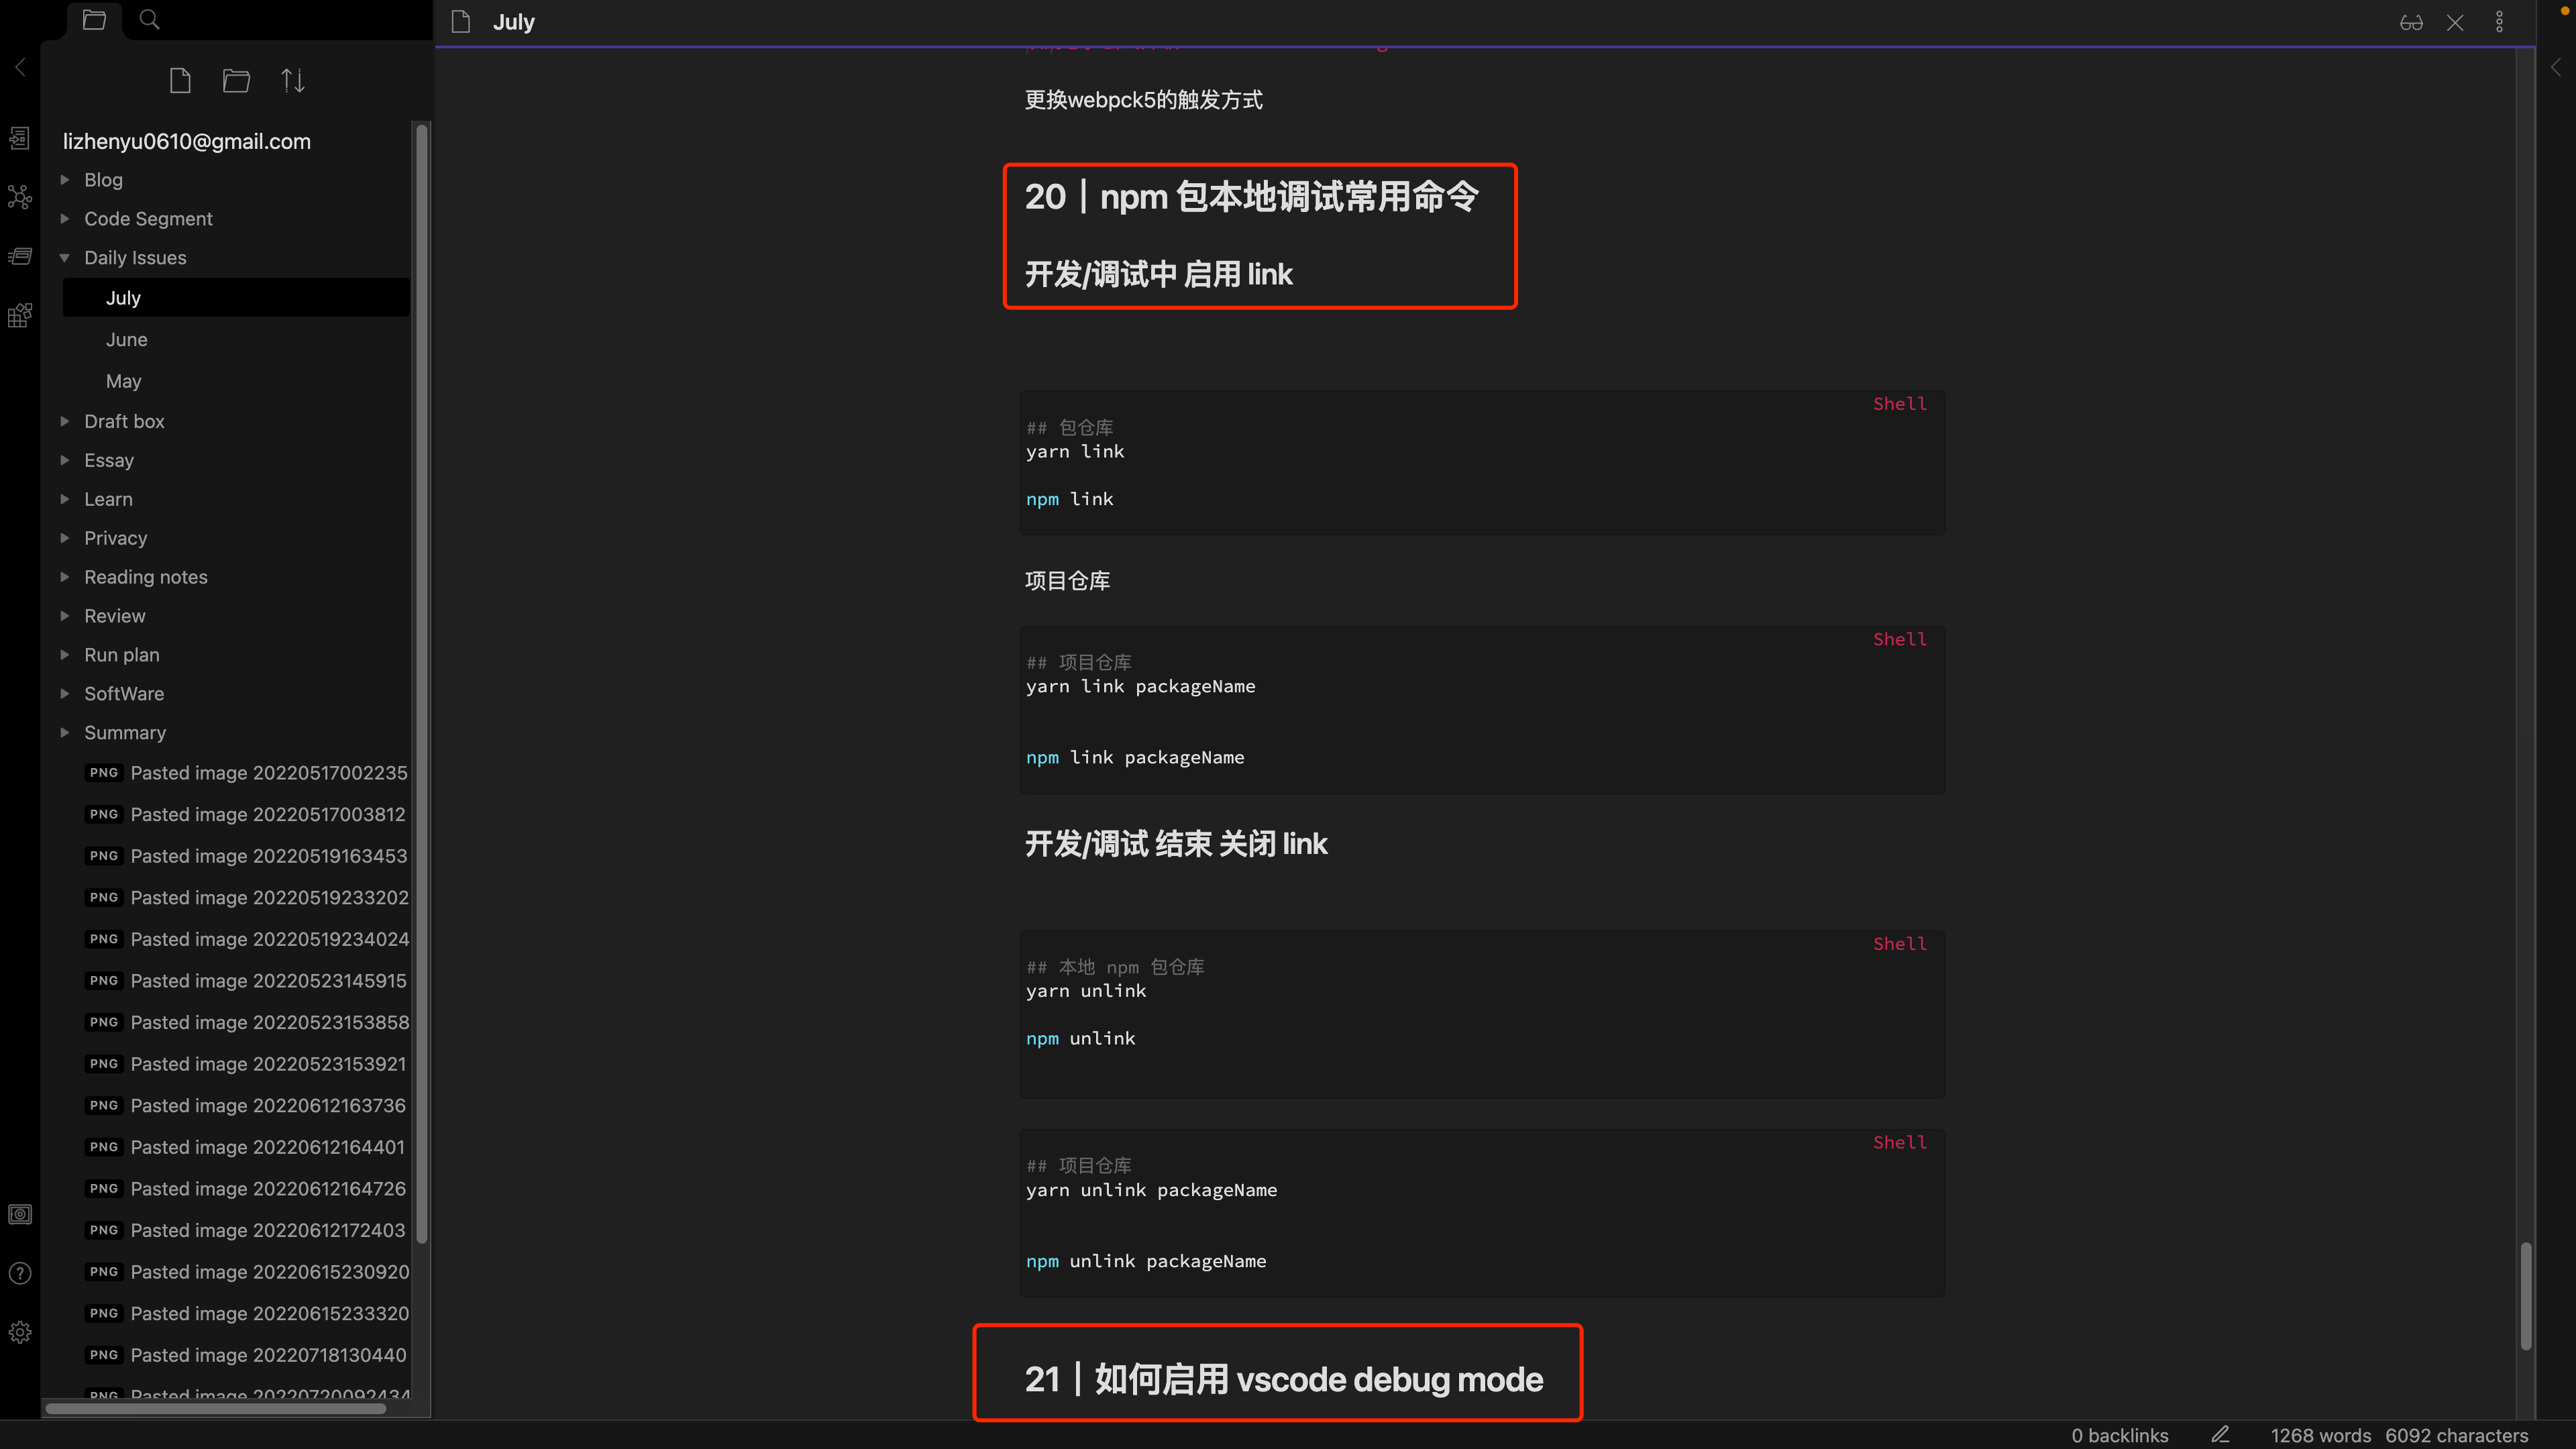 July
lizhenyu0610@gmail.com
Blog
Code Segment
Daily Issues
July
June
May
Draft box
Essay
Learn
Privacy
Reading notes
Review
Run plan
SoftWare
Summary
PNG Pasted image 20220517002235
PNG Pasted image 20220517003812
PNG Pasted image 20220519163453
PNG Pasted image 20220519233202
PNG Pasted image 20220519234024
PNG Pasted image 20220523145915
PNG Pasted image 20220523153858
PNG Pasted image 20220523153921
PNG Pasted image 20220612163736
PNG Pasted image 20220612164401
PNG Pasted image 20220612164726
PNG Pasted image 20220612172403
PNG Pasted image 20220615230920
PNG Pasted image 20220615233320
PNG Pasted image 20220718130440
PNG Pasted image 20220720092434
更换webpck5的触发方式
20｜npm 包本地调试常用命令
开发/调试中 启用 link
Shell
## 包仓库
yarn link
npm link
项目仓库
Shell
## 项目仓库
yarn link packageName
npm link packageName
开发/调试 结束 关闭 link
Shell
## 本地 npm 包仓库
yarn unlink
npm unlink
Shell
## 项目仓库
yarn unlink packageName
npm unlink packageName
21｜如何启用 vscode debug mode
0 backlinks
1268 words 6092 characters